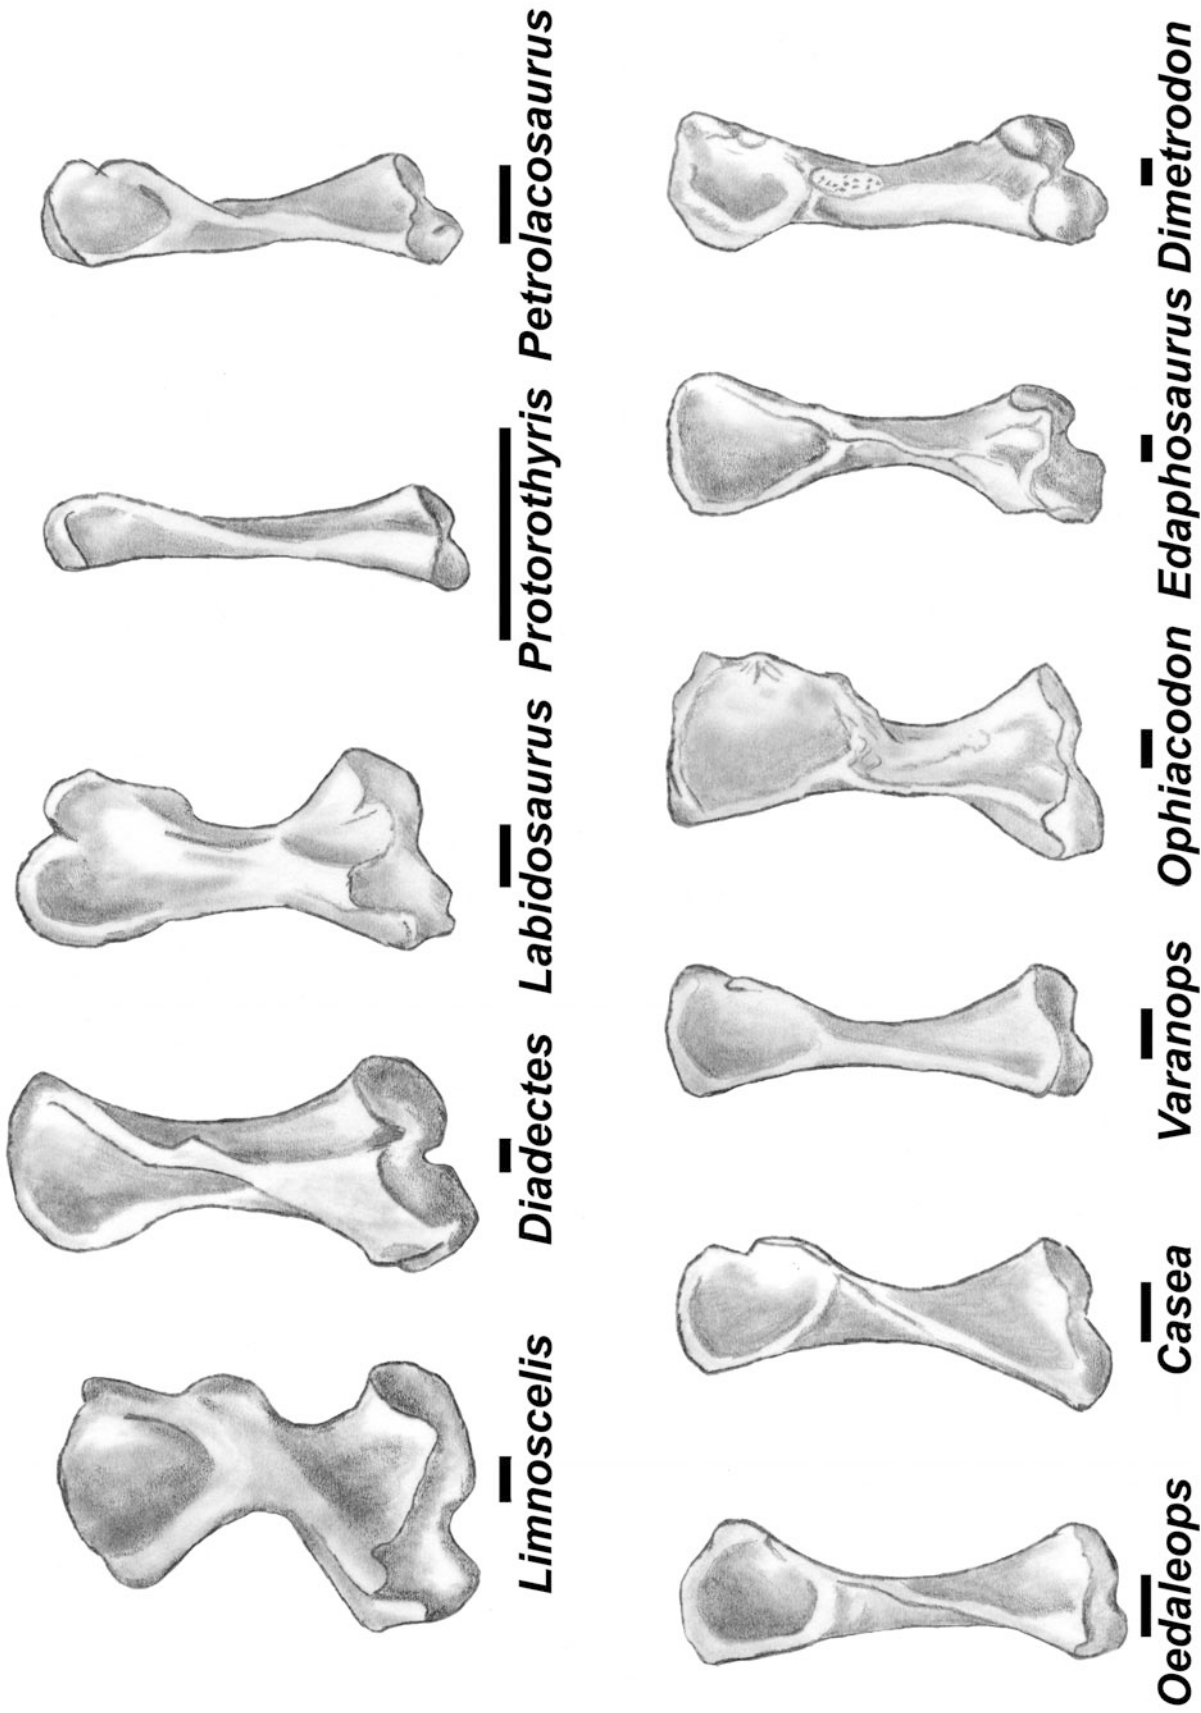 Limnoscelis
Diadectes
Labidosaurus
Protorothyris
Petrolacosaurus
Oedaleops
Casea
Varanops
Ophiacodon
Edaphosaurus
Dimetrodon